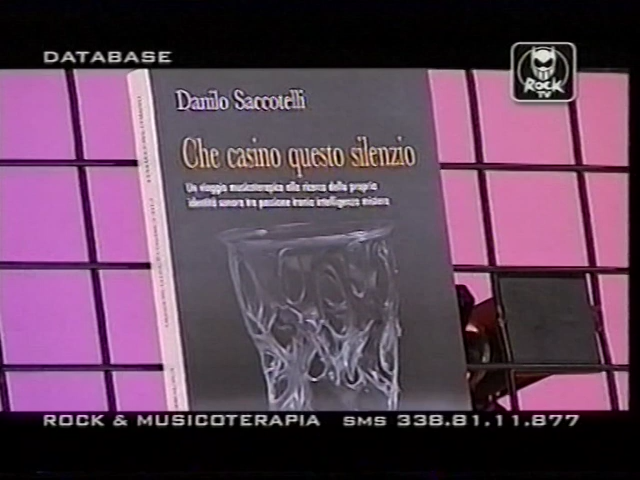 DATABASE
ROCK TV
Danilo Saccotelli
Che casino questo silenzio
Un viaggio musicoterapico alla ricerca della propria
identità sonora tra passione ironia intelligenza mistero
ROCK & MUSICOTERAPIA SMS 338.81.11.877